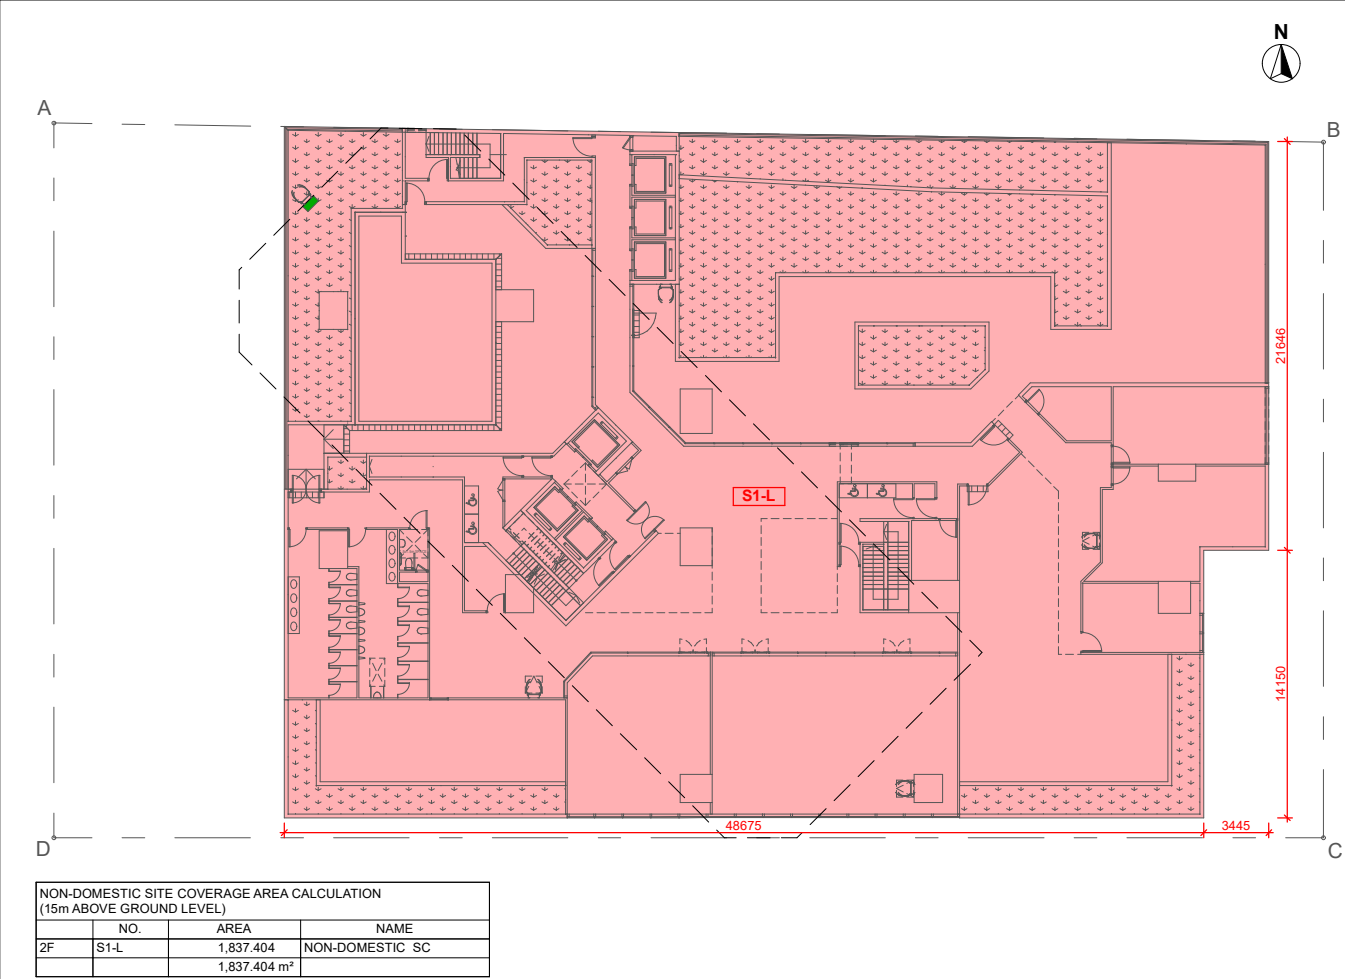 N
A
B
21646
S1-L
14150
48675
3445
D
C
NON-DOMESTIC SITE COVERAGE AREA CALCULATION
(15m ABOVE GROUND LEVEL)
NO. AREA NAME
2F S1-L 1,837.404 NON-DOMESTIC SC
1,837.404 m²